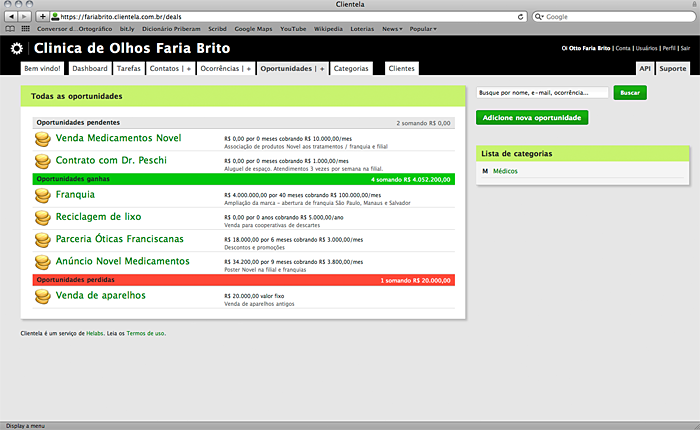 Clientela
https://fariabrito.clientela.com.br/deals
Google
Conversor d...Ortográfico bit.ly Dicionário Priberam Scribd Google Maps YouTube Wikipedia Loterias News Popular
Clinica de Olhos Faria Brito
Oi Otto Faria Brito | Conta | Usuários | Perfil | Sair
Bem vindo! Dashboard Tarefas Contatos | + Ocorrências | + Oportunidades | + Categorias Clientes API Suporte
Todas as oportunidades
Busque por nome, e-mail, ocorrência... Buscar
Adicione nova oportunidade
Oportunidades pendentes 2 somando R$ 0,00
Venda Medicamentos Novel
R$ 0,00 por 0 meses cobrando R$ 10.000,00/mes
Associação de produtos Novel aos tratamentos / franquia e filial
Contrato com Dr. Peschi
R$ 0,00 por 0 meses cobrando R$ 1.000,00/mes
Aluguel de espaço. Atendimentos 3 vezes por semana na filial.
Oportunidades ganhas 4 somando R$ 4.052.200,00
Franquia
R$ 4.000.000,00 por 40 meses cobrando R$ 100.000,00/mes
Ampliação da marca - abertura de franquia São Paulo, Manaus e Salvador
Reciclagem de lixo
R$ 0,00 por 0 anos cobrando R$ 5.000,00/ano
Venda para cooperativas de descartes
Parceria Óticas Franciscanas
R$ 18.000,00 por 6 meses cobrando R$ 3.000,00/mes
Descontos e promoções
Anúncio Novel Medicamentos
R$ 34.200,00 por 9 meses cobrando R$ 3.800,00/mes
Poster Novel na filial e franquias
Oportunidades perdidas 1 somando R$ 20.000,00
Venda de aparelhos
R$ 20.000,00 valor fixo
Venda de aparelhos antigos
Lista de categorias
M Médicos
Clientela é um serviço de Helabs. Leia os Termos de uso.
Display a menu